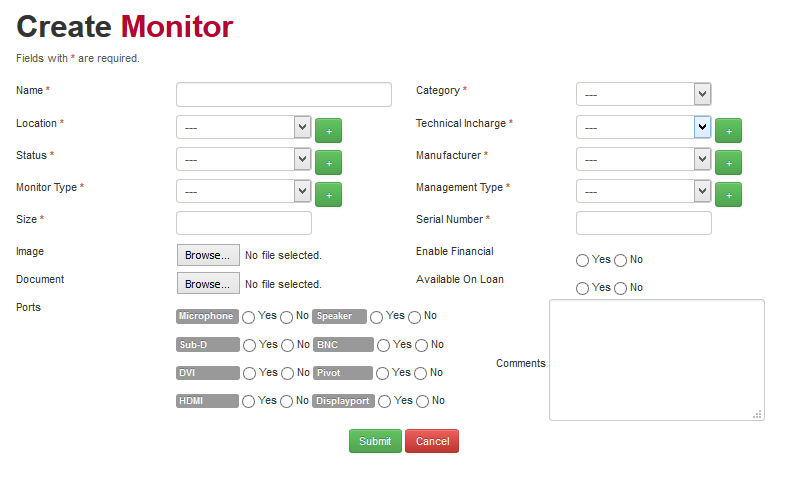 Create Monitor
Fields with * are required.
Name * Category * ---
Location * --- + Technical Incharge * --- +
Status * --- + Manufacturer * --- +
Monitor Type * --- + Management Type * --- +
Size * Serial Number *
Image Browse... No file selected. Enable Financial Yes No
Document Browse... No file selected. Available On Loan Yes No
Ports Microphone Yes No Speaker Yes No
Sub-D Yes No BNC Yes No
Comments
DVI Yes No Pivot Yes No
HDMI Yes No Displayport Yes No
Submit Cancel